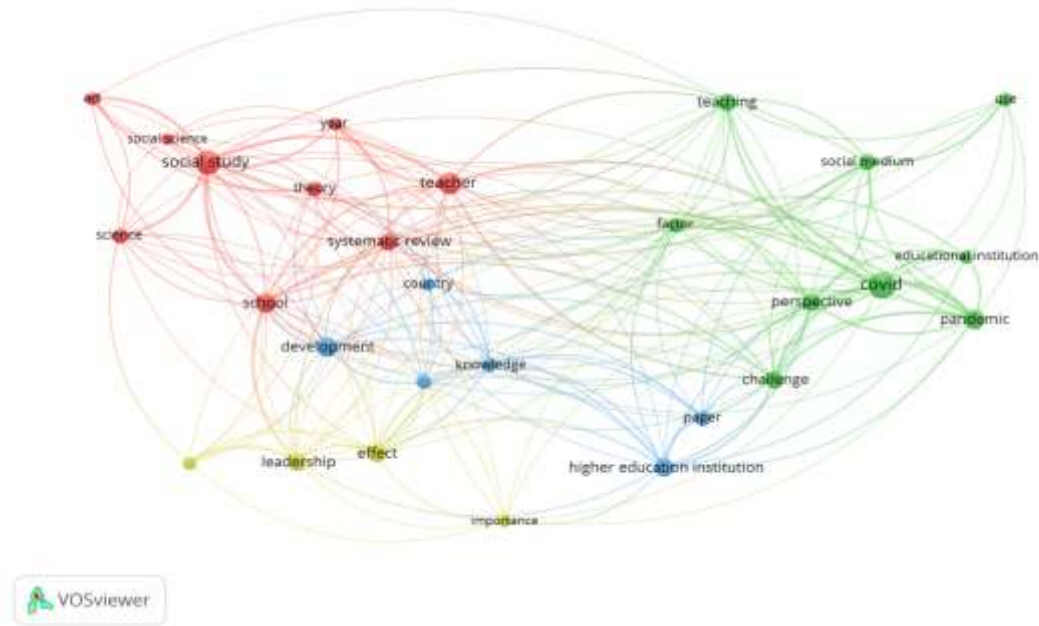 art
teaching
use
year
social science
social study
social medium
teacher
theory
factor
science
systematic review
educational institution
country
covid
school
perspective
pandemic
development
knowledge
challenge
paper
effect
leadership
higher education institution
importance
VOSviewer